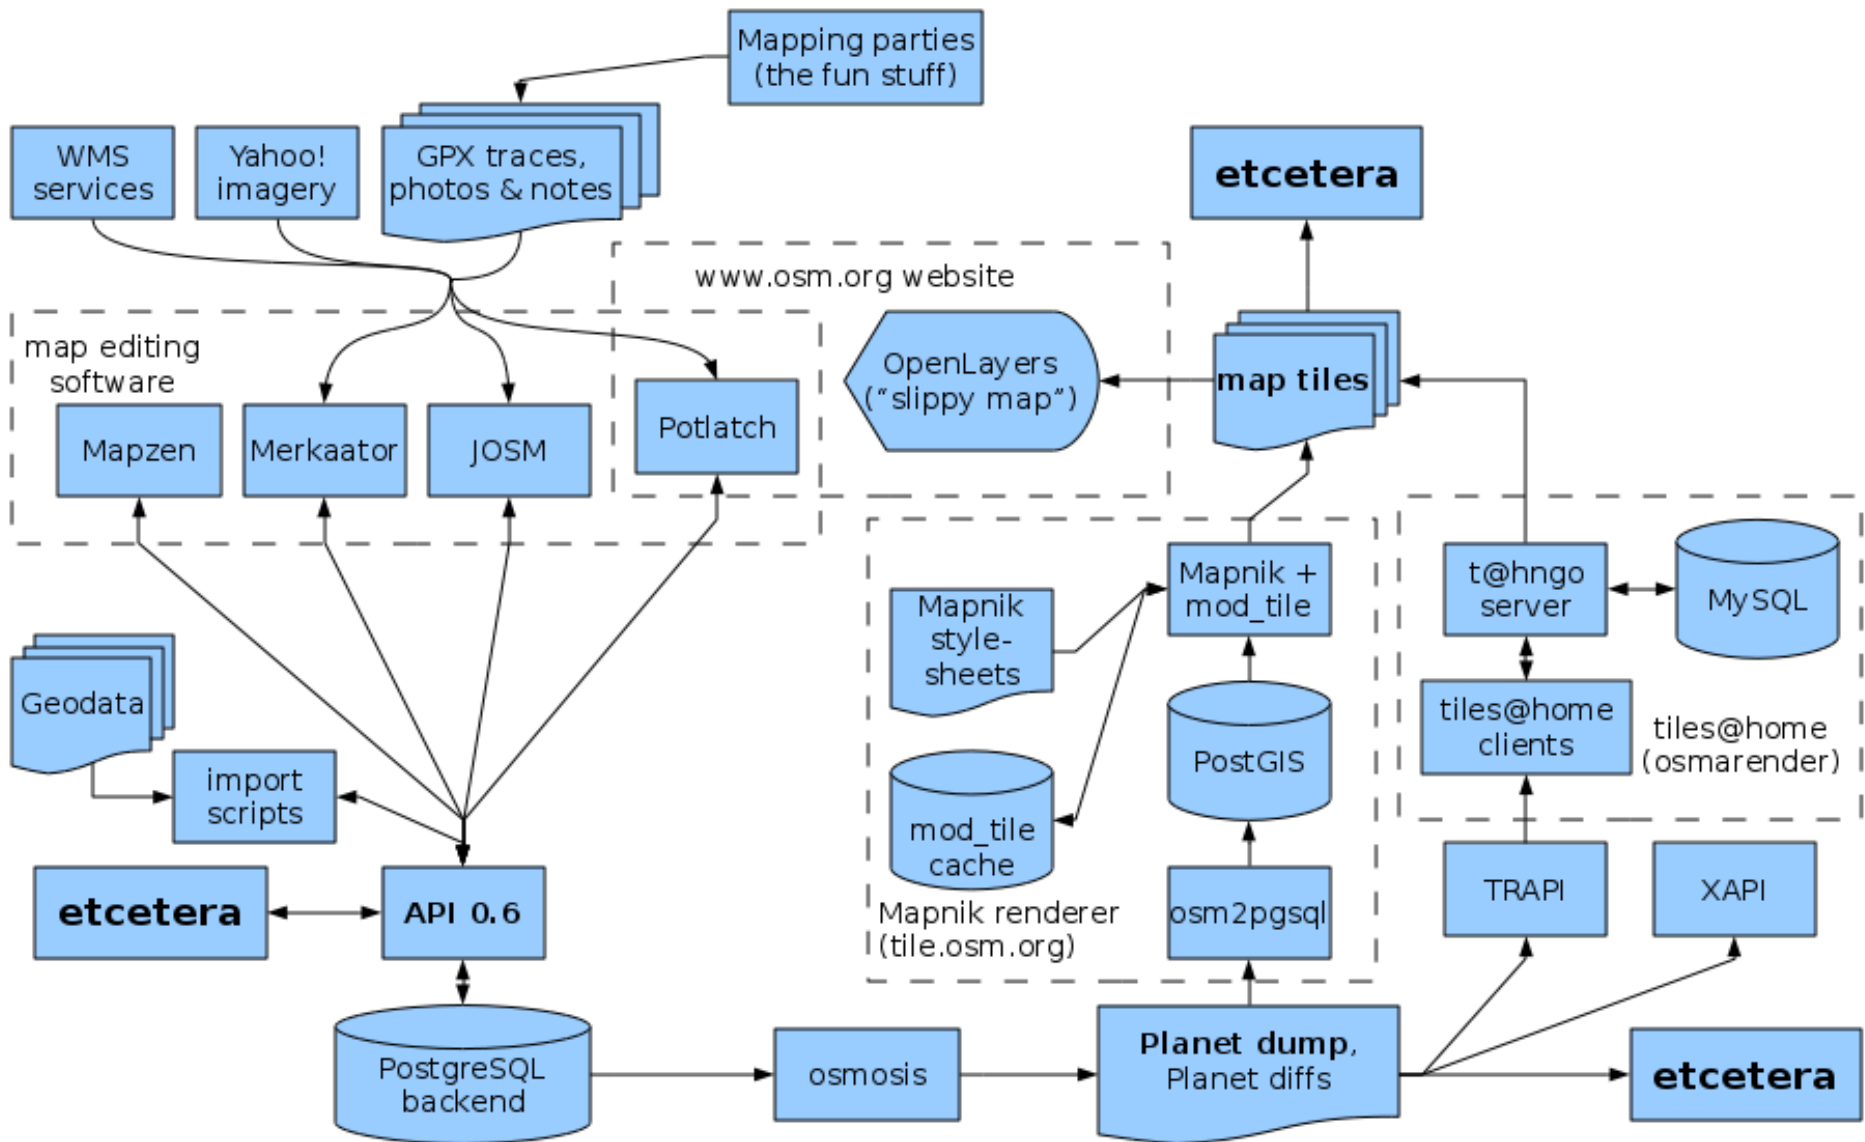 Mapping parties
(the fun stuff)
WMS
services
Yahoo!
imagery
GPX traces,
photos & notes
etcetera
www.osm.org website
map editing
software
OpenLayers
(“slippy map”)
map tiles
Mapzen
Merkaator
JOSM
Potlatch
Mapnik
style-
sheets
Mapnik +
mod_tile
t@hngo
server
MySQL
Geodata
import
scripts
PostGIS
tiles@home
clients
tiles@home
(osmarender)
mod_tile
cache
etcetera
API 0.6
Mapnik renderer
(tile.osm.org)
osm2pgsql
TRAPI
XAPI
PostgreSQL
backend
osmosis
Planet dump,
Planet diffs
etcetera